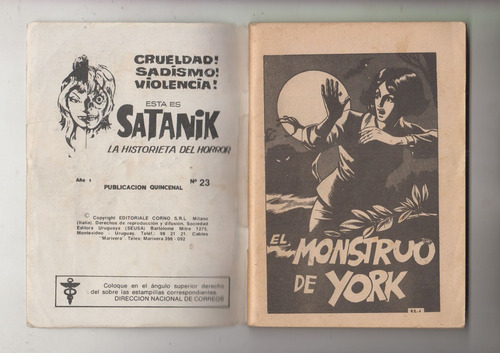 CRUELDAD!
SADISMO!
VIOLENCIA!
ESTA ES
SATANIK
LA HISTORIETA DEL HORROR
Año 1
Nº 23
PUBLICACION QUINCENAL
© Copyright EDITORIALE CORNO S.R.L. Milano
(Italia). Derechos de reproducción y difusión. Sociedad
Editora Uruguaya (SEUSA) Bartolomé Mitre 1275,
Montevideo - Uruguay. Telef.: 98 21 21. Cables
"Marivera". Telex: Marivera 398 - 092
Coloque en el ángulo superior derecho
del sobre las estampillas correspondientes
DIRECCION NACIONAL DE CORREOS
EL
MONSTRUO
DE YORK